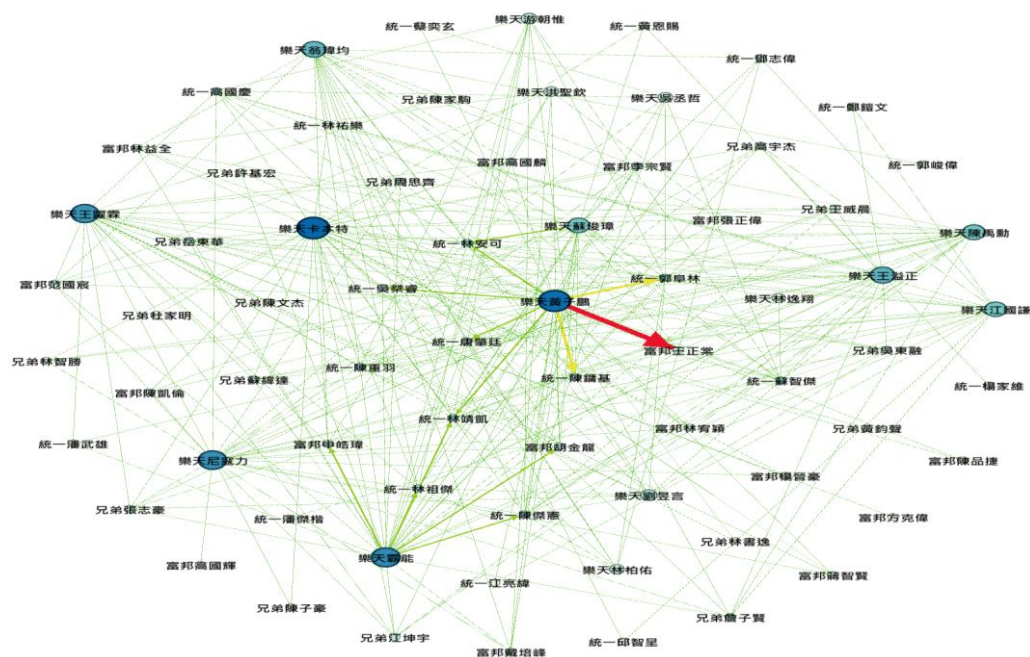 統一蔡奕玄
樂天游朝惟
統一黃恩賜
樂天翁瑋均
統一鄧志偉
統一高國慶
兄弟陳家駒
樂天洪聖欽
樂天吳丞哲
統一鄭鎧文
統一林祐樂
富邦林益全
兄弟許基宏
兄弟周思齊
富邦高國麟
富邦李宗賢
兄弟高宇杰
統一郭峻偉
樂天王躍霖
樂天卡本特
樂天蘇俊璋
富邦張正偉
兄弟王威晨
樂天陳禹勳
兄弟岳東華
統一林安可
富邦范國宸
統一吳傑睿
統一郭阜林
樂天王溢正
兄弟杜家明
兄弟陳文杰
樂天黃子鵬
樂天林逸翔
樂天江國謙
兄弟林智勝
統一唐肇廷
富邦王正棠
兄弟吳東融
富邦陳凱倫
兄弟蘇緯達
統一陳重羽
統一陳鏞基
統一蘇智傑
統一楊家維
統一潘武雄
富邦申皓瑋
統一林靖凱
富邦胡金龍
富邦林宥穎
兄弟黃鈞聲
樂天尼寇力
富邦陳品捷
兄弟張志豪
統一林祖傑
樂天劉昱言
富邦楊晉豪
統一潘傑楷
統一陳傑憲
富邦方克偉
富邦高國輝
樂天霸能
兄弟林書逸
統一江亮緯
樂天林柏佑
富邦蔣智賢
兄弟陳子豪
兄弟江坤宇
富邦戴培峰
統一邱智呈
兄弟詹子賢